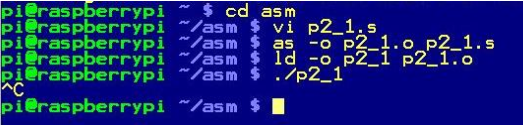 pi@raspberrypi ~ $ cd asm
pi@raspberrypi ~/asm $ vi p2_1.s
pi@raspberrypi ~/asm $ as -o p2_1.o p2_1.s
pi@raspberrypi ~/asm $ ld -o p2_1 p2_1.o
pi@raspberrypi ~/asm $ ./p2_1
^C
pi@raspberrypi ~/asm $